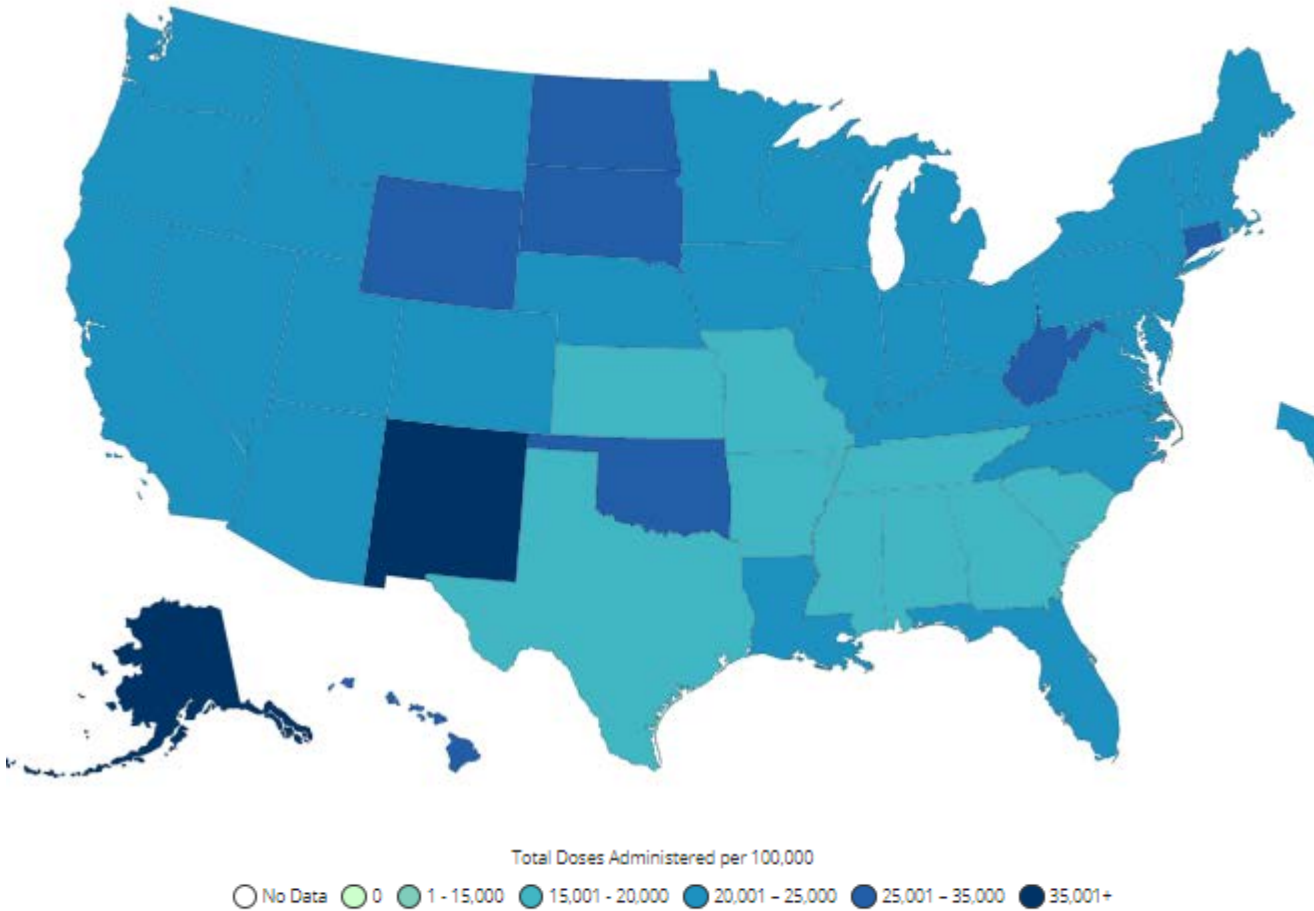 Total Doses Administered per 100,000
No Data 0 1 - 15,000 15,001 - 20,000 20,001 – 25,000 25,001 – 35,000 35,001+